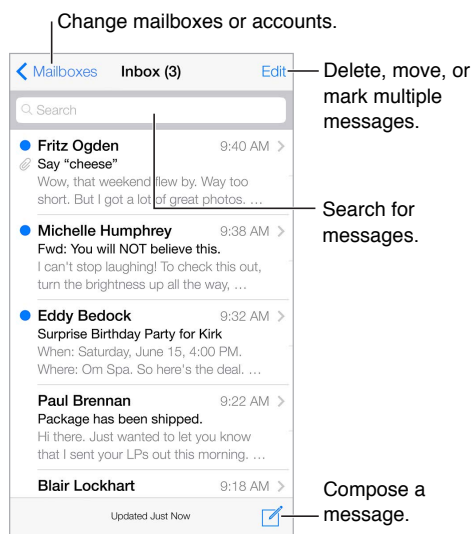 Change mailboxes or accounts.
Mailboxes Inbox (3) Edit
Delete, move, or
mark multiple
messages.
Search
Fritz Ogden 9:40 AM
Say “cheese”
Wow, that weekend flew by. Way too
short. But I got a lot of great photos. …
Search for
messages.
Michelle Humphrey 9:38 AM
Fwd: You will NOT believe this.
I can't stop laughing! To check this out,
turn the brightness up all the way, …
Eddy Bedock 9:32 AM
Surprise Birthday Party for Kirk
When: Saturday, June 15, 4:00 PM.
Where: Om Spa. So here's the deal. …
Paul Brennan 9:22 AM
Package has been shipped.
Hi there. Just wanted to let you know
that I sent your LPs out this morning. …
Blair Lockhart 9:18 AM
Updated Just Now
Compose a
message.